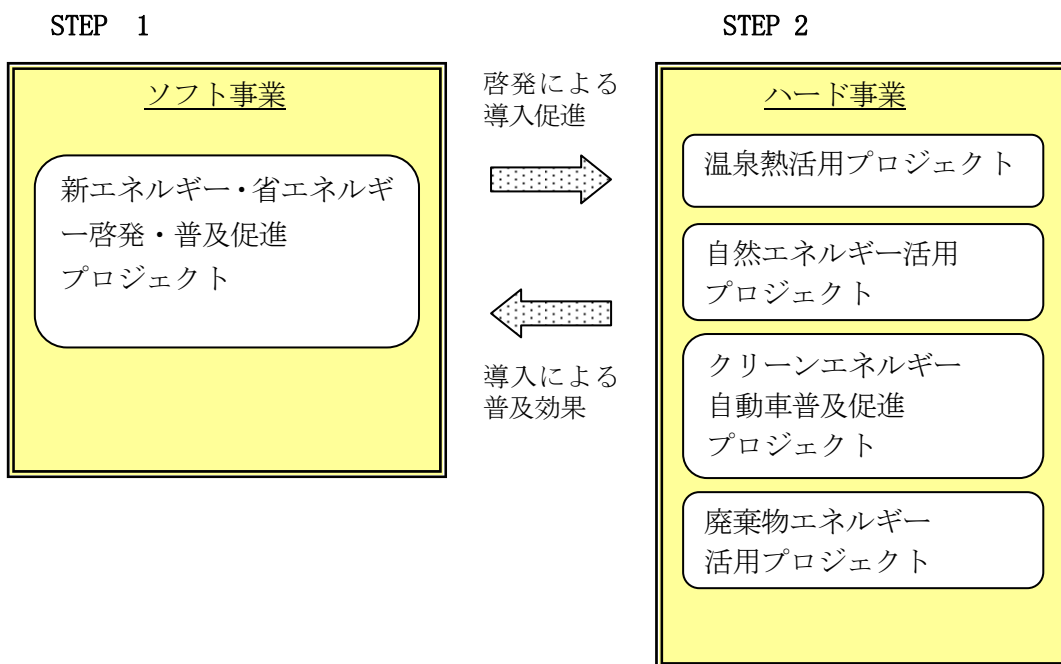 STEP 1
ソフト事業
新エネルギー・省エネルギ
ー啓発・普及促進
プロジェクト
啓発による
導入促進
導入による
普及効果
STEP 2
ハード事業
温泉熱活用プロジェクト
自然エネルギー活用
プロジェクト
クリーンエネルギー
自動車普及促進
プロジェクト
廃棄物エネルギー
活用プロジェクト